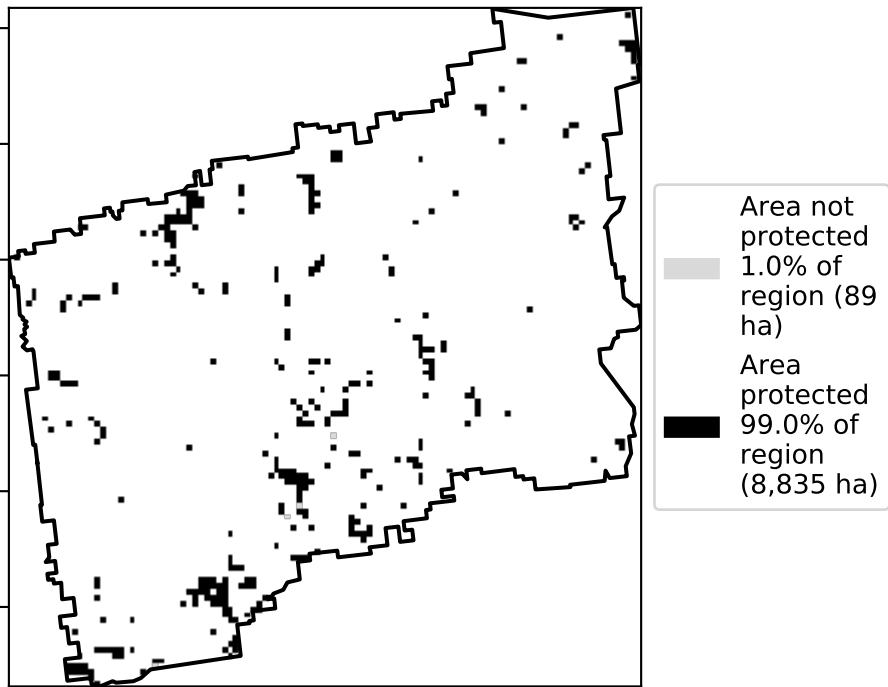 Area not
protected
1.0% of
region (89
ha)
Area
protected
99.0% of
region
(8,835 ha)